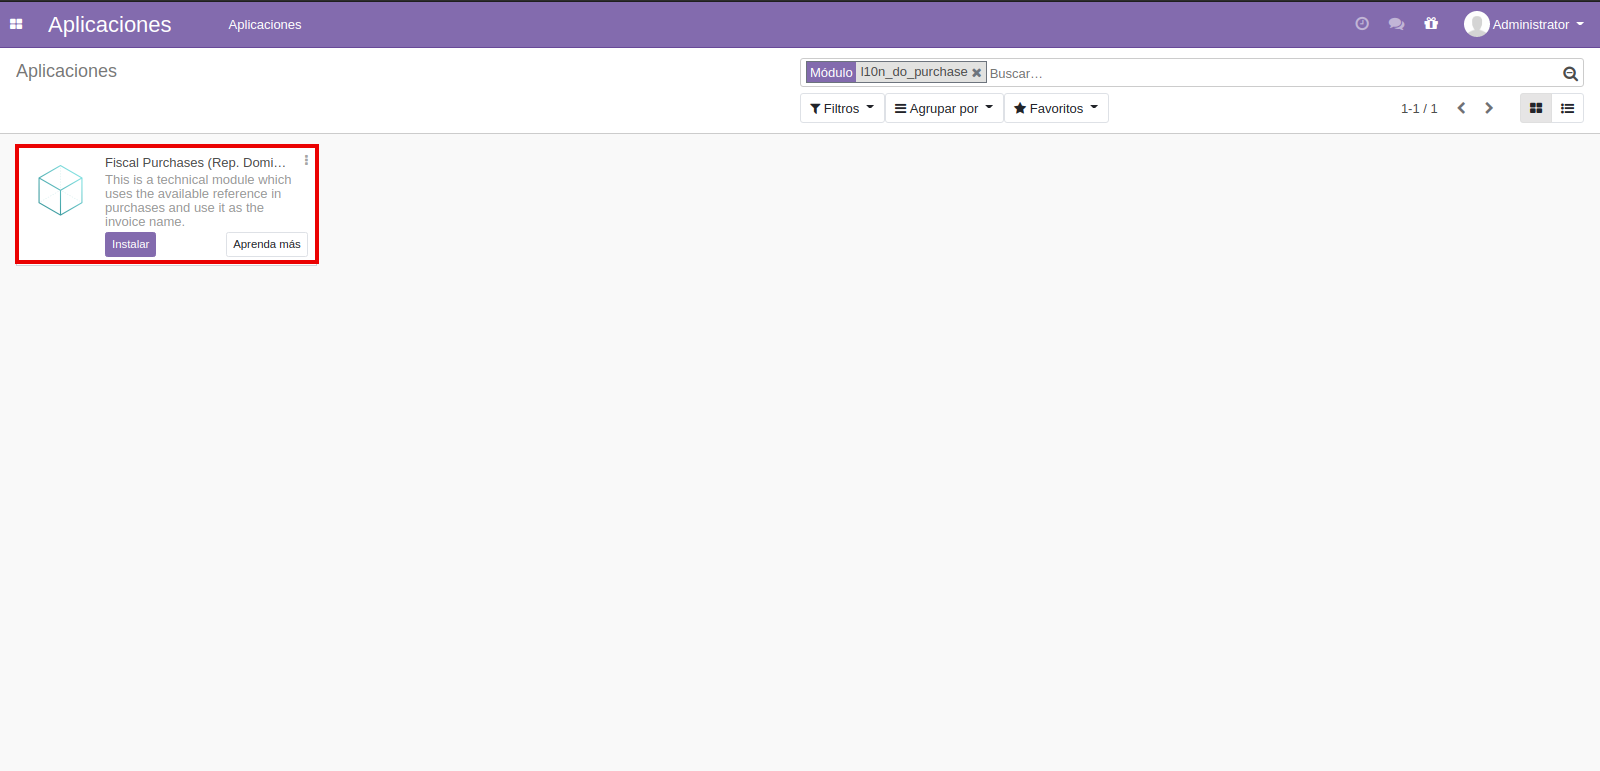 Aplicaciones
Aplicaciones
Administrator
Aplicaciones
Módulo l10n_do_purchase Buscar...
Filtros
Agrupar por
Favoritos
1-1 / 1
Fiscal Purchases (Rep. Domi...
This is a technical module which
uses the available reference in
purchases and use it as the
invoice name.
Instalar
Aprenda más